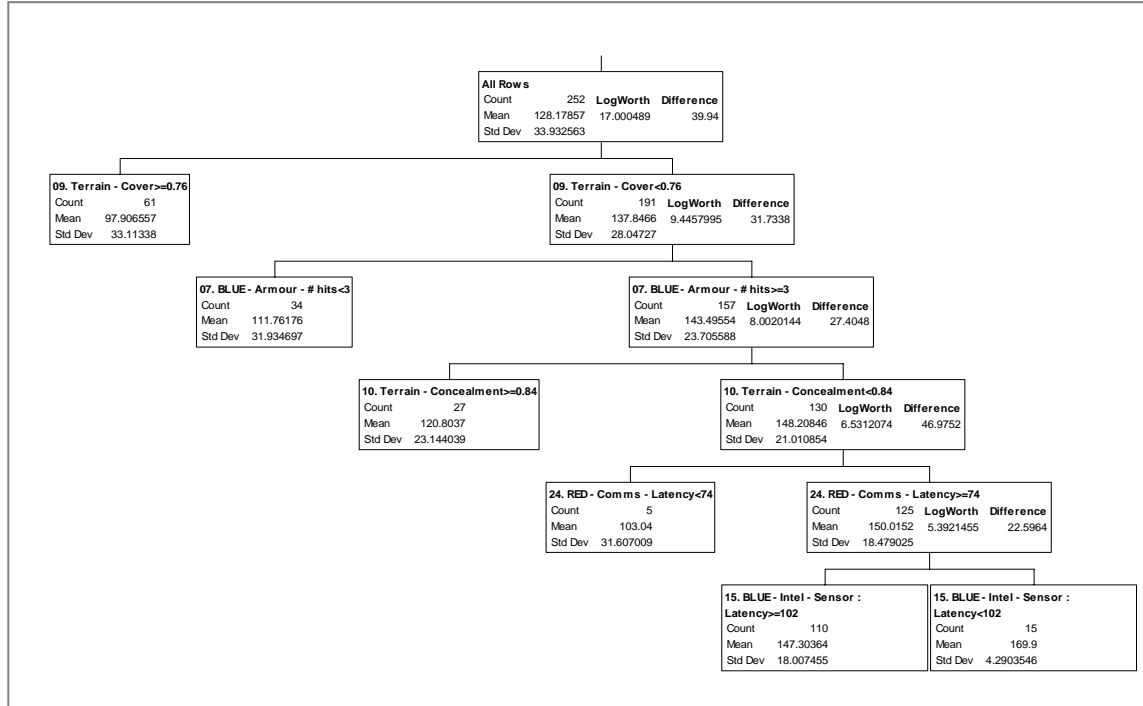 All Rows
Count 252 LogWorth Difference
Mean 128.17857 17.000489 39.94
Std Dev 33.932563
09. Terrain - Cover>=0.76
Count 61
Mean 97.906557
Std Dev 33.11338
09. Terrain - Cover<0.76
Count 191 LogWorth Difference
Mean 137.8466 9.4457995 31.7338
Std Dev 28.04727
07. BLUE- Armour - # hits<3
Count 34
Mean 111.76176
Std Dev 31.934697
07. BLUE- Armour - # hits>=3
Count 157 LogWorth Difference
Mean 143.49554 8.0020144 27.4048
Std Dev 23.705588
10. Terrain - Concealment>=0.84
Count 27
Mean 120.8037
Std Dev 23.144039
10. Terrain - Concealment<0.84
Count 130 LogWorth Difference
Mean 148.20846 6.5312074 46.9752
Std Dev 21.010854
24. RED- Comms - Latency<74
Count 5
Mean 103.04
Std Dev 31.607009
24. RED- Comms - Latency>=74
Count 125 LogWorth Difference
Mean 150.0152 5.3921455 22.5964
Std Dev 18.479025
15. BLUE- Intel - Sensor :
Latency>=102
Count 110
Mean 147.30364
Std Dev 18.007455
15. BLUE- Intel - Sensor :
Latency<102
Count 15
Mean 169.9
Std Dev 4.2903546